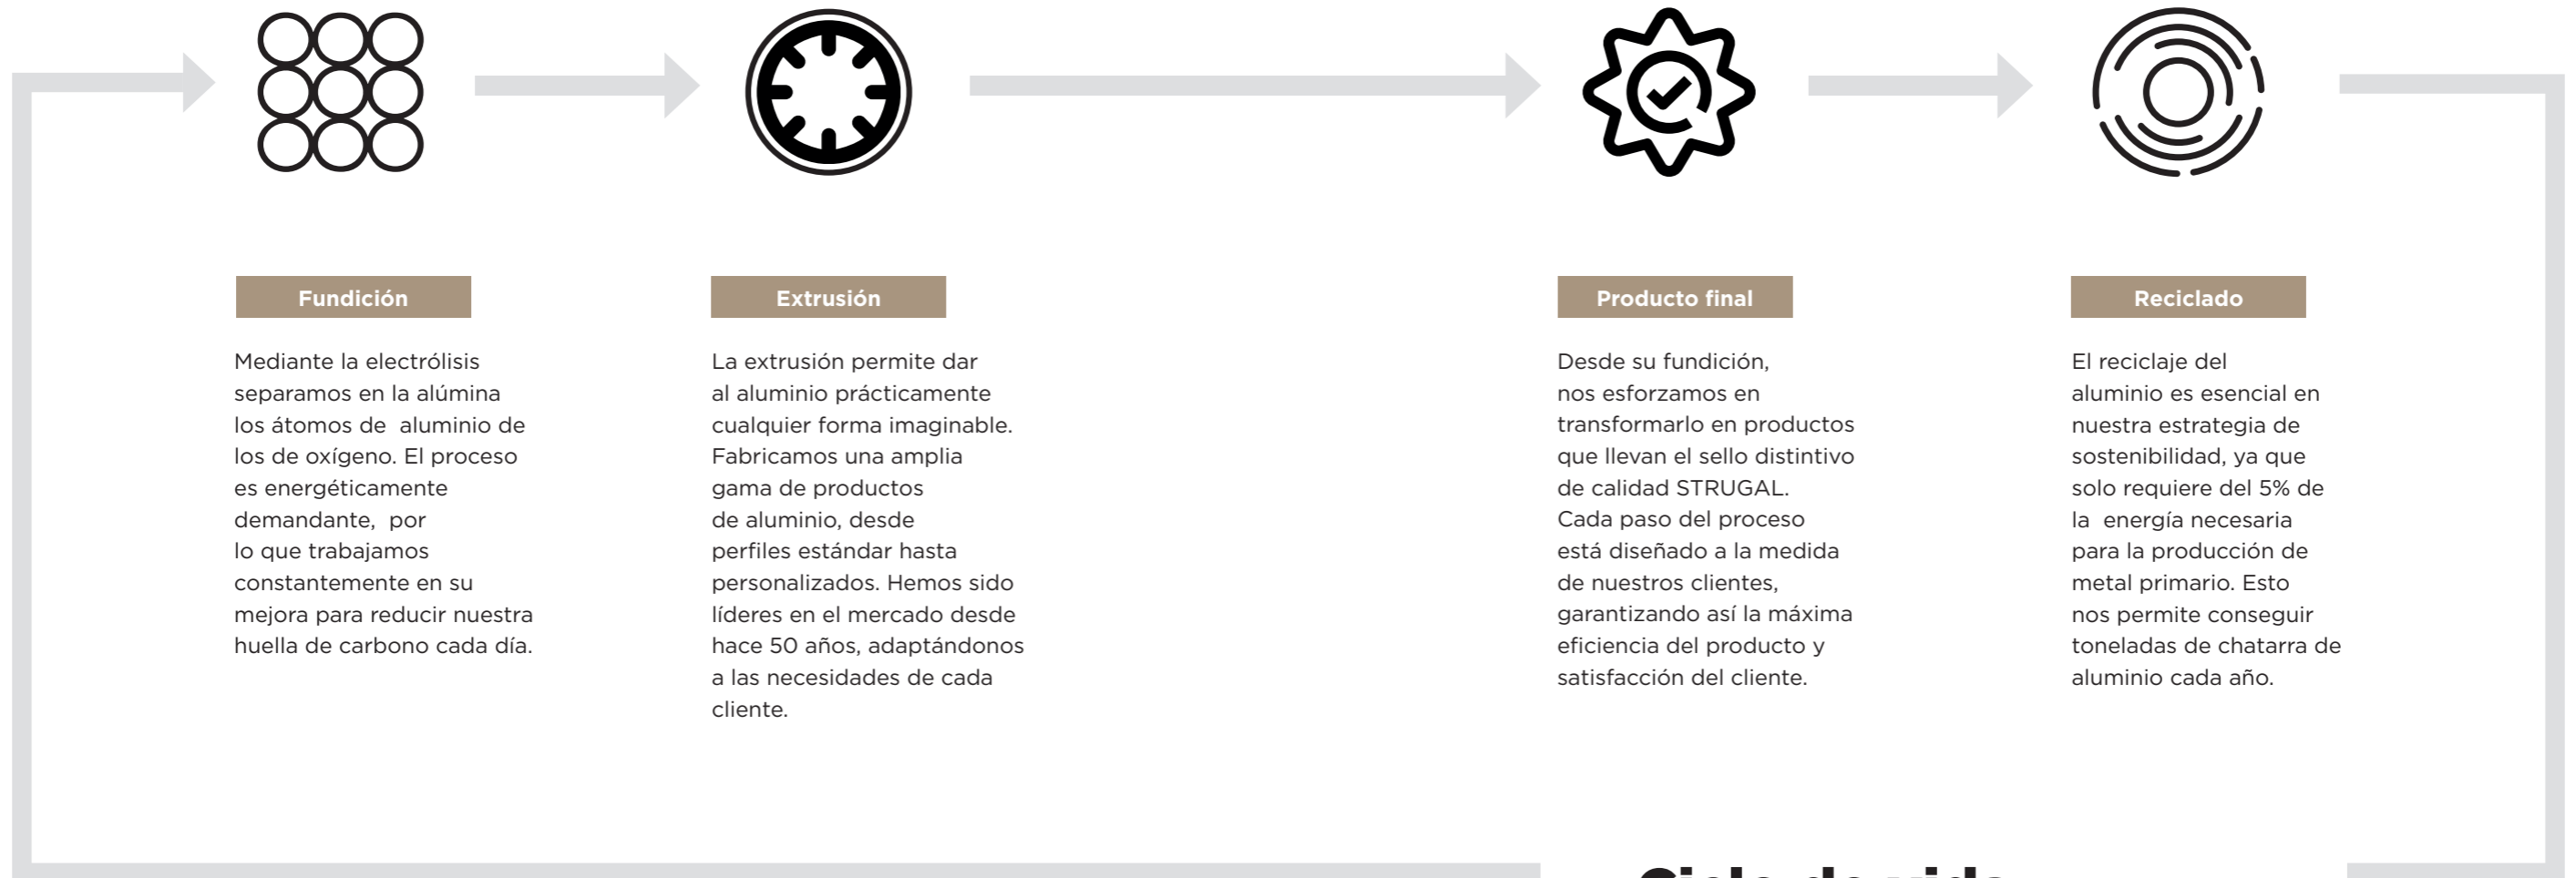 Fundición
Mediante la electrólisis
separamos en la alúmina
los átomos de  aluminio de
los de oxígeno. El proceso
es energéticamente
demandante,  por
lo que trabajamos
constantemente en su
mejora para reducir nuestra
huella de carbono cada día.
Extrusión
La extrusión permite dar
al aluminio prácticamente
cualquier forma imaginable.
Fabricamos una amplia
gama de productos
de aluminio, desde
perfiles estándar hasta
personalizados. Hemos sido
líderes en el mercado desde
hace 50 años, adaptándonos
a las necesidades de cada
cliente.
Producto final
Desde su fundición,
nos esforzamos en
transformarlo en productos
que llevan el sello distintivo
de calidad STRUGAL.
Cada paso del proceso
está diseñado a la medida
de nuestros clientes,
garantizando así la máxima
eficiencia del producto y
satisfacción del cliente.
Reciclado
El reciclaje del
aluminio es esencial en
nuestra estrategia de
sostenibilidad, ya que
solo requiere del 5% de
la  energía necesaria
para la producción de
metal primario. Esto
nos permite conseguir
toneladas de chatarra de
aluminio cada año.
Ciclo de vida